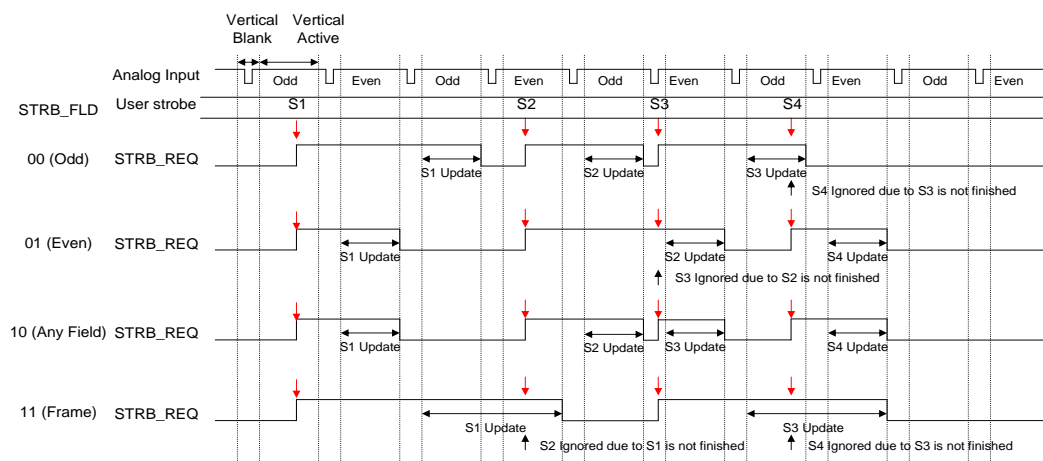 Vertical Blank
Vertical Active
Analog Input
Odd Even Odd Even Odd Even Odd Even Odd Even
STRB_FLD User strobe S1 S2 S3 S4
00 (Odd) STRB_REQ
S1 Update S2 Update S3 Update
S4 Ignored due to S3 is not finished
01 (Even) STRB_REQ
S1 Update S2 Update S4 Update
S3 Ignored due to S2 is not finished
10 (Any Field) STRB_REQ
S1 Update S2 Update S3 Update S4 Update
11 (Frame) STRB_REQ
S1 Update S3 Update
S2 Ignored due to S1 is not finished S4 Ignored due to S3 is not finished